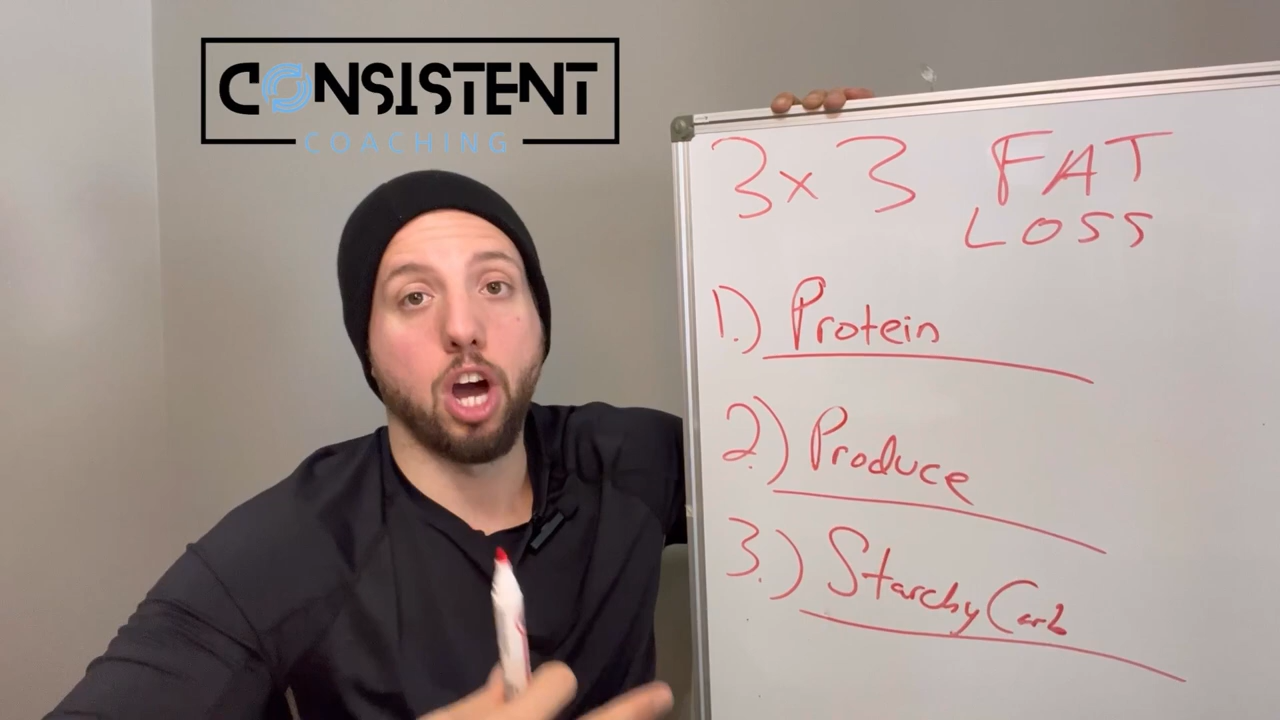 CONSISTENT
COACHING
3x3 FAT
LOSS
1.) Protein
2.) Produce
3.) Starchy Carb